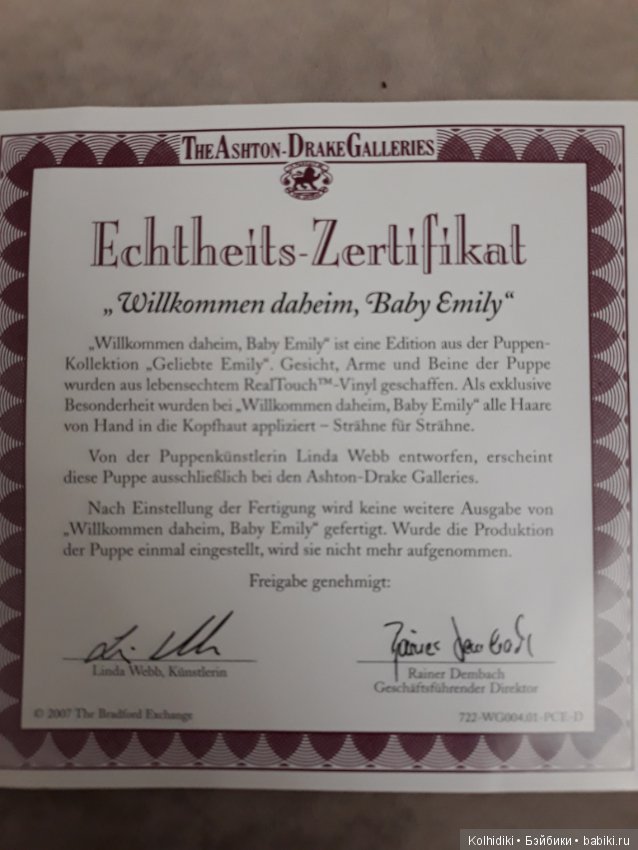 THE ASHTON-DRAKE GALLERIES
Echtheits-Zertifikat
„Willkommen daheim, Baby Emily“
„Willkommen daheim, Baby Emily“ ist eine Edition aus der Puppen-
Kollektion „Geliebte Emily“. Gesicht, Arme und Beine der Puppe
wurden aus lebensechtem RealTouch™-Vinyl geschaffen. Als exklusive
Besonderheit wurden bei „Willkommen daheim, Baby Emily“ alle Haare
von Hand in die Kopfhaut appliziert – Strähne für Strähne.
Von der Puppenkünstlerin Linda Webb entworfen, erscheint
diese Puppe ausschließlich bei den Ashton-Drake Galleries.
Nach Einstellung der Fertigung wird keine weitere Ausgabe von
„Willkommen daheim, Baby Emily“ gefertigt. Wurde die Produktion
der Puppe einmal eingestellt, wird sie nicht mehr aufgenommen.
Freigabe genehmigt:
Linda Webb, Künstlerin
Rainer Dembach
Geschäftsführender Direktor
© 2007 The Bradford Exchange
722-WG004.01-PCE-D
Kolhidiki • Бэйбики • babiki.ru